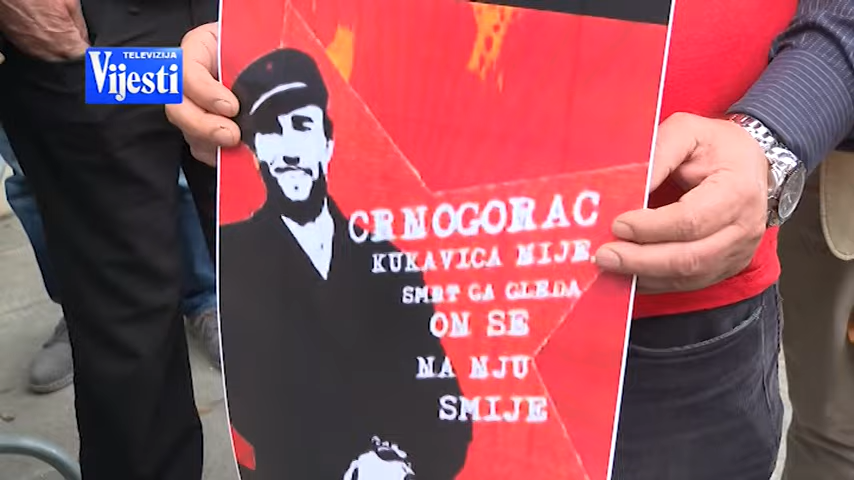 TELEVIZIJA
Vijesti
CRNOGORAC
KUKAVICA NIJE.
SMRT GA GLEDA
ON SE
NA NJU
SMIJE